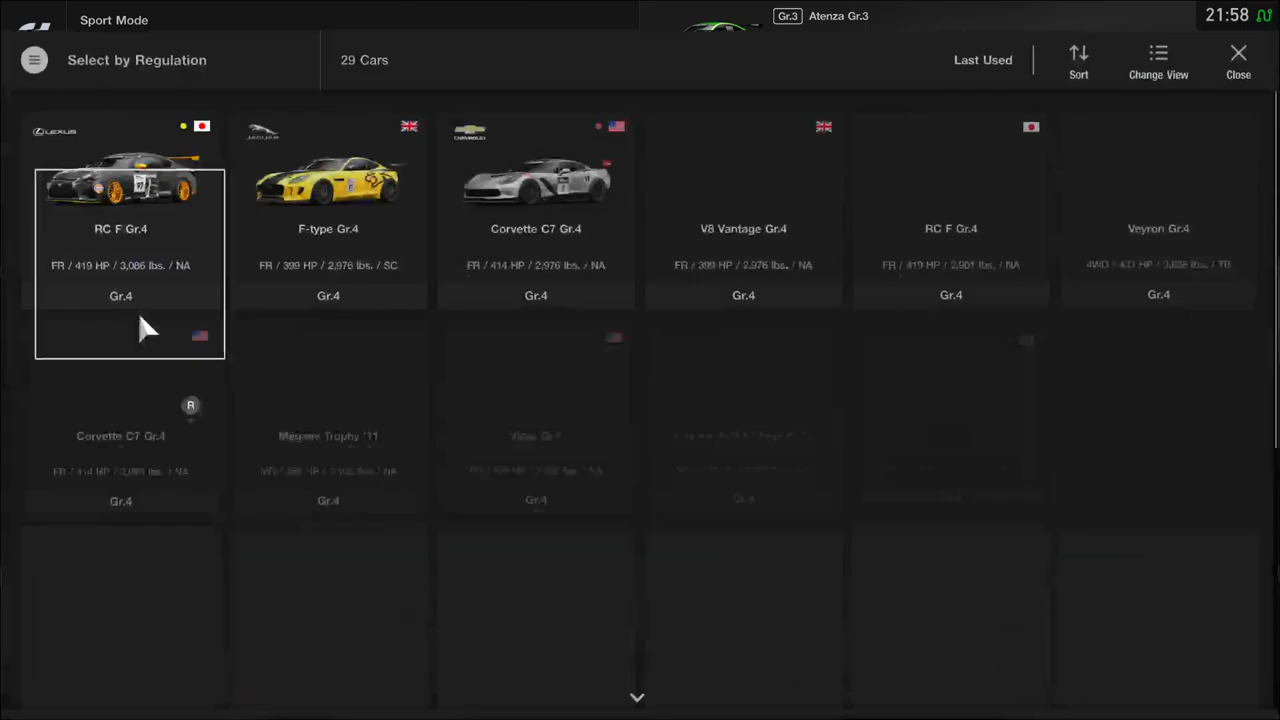 Sport Mode
Gr.3 Atenza Gr.3
21:58
Select by Regulation
29 Cars
Last Used
Sort
Change View
Close
LEXUS
JAGUAR
CHEVROLET
RC F Gr.4
F-type Gr.4
Corvette C7 Gr.4
V8 Vantage Gr.4
RC F Gr.4
Veyron Gr.4
FR / 419 HP / 3,086 lbs. / NA
FR / 399 HP / 2,976 lbs. / SC
FR / 414 HP / 2,976 lbs. / NA
FR / 399 HP / 2,976 lbs. / NA
FR / 419 HP / 2,901 lbs. / NA
Gr.4
Gr.4
Gr.4
Gr.4
Gr.4
Gr.4
R
Corvette C7 Gr.4
Megane Trophy '11
Gr.4
Gr.4
Gr.4
Gr.4